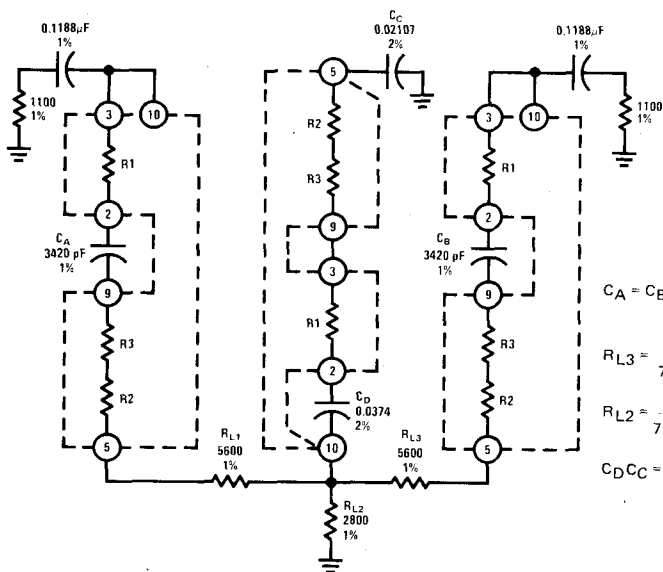 0.1188μF
1%
1100
1%
3
10
R1
2
C_A
3420 pF
1%
9
R3
R2
5
R_L1
5600
1%
C_C
0.02107
2%
5
R2
R3
9
3
R1
2
C_D
0.0374
2%
10
R_L2
2800
1%
R_L3
5600
1%
0.1188μF
1%
1100
1%
3
10
R1
2
C_B
3420 pF
1%
9
R3
R2
5
C_A = C_B
R_L3 =
7
R_L2 =
7
C_D C_C =